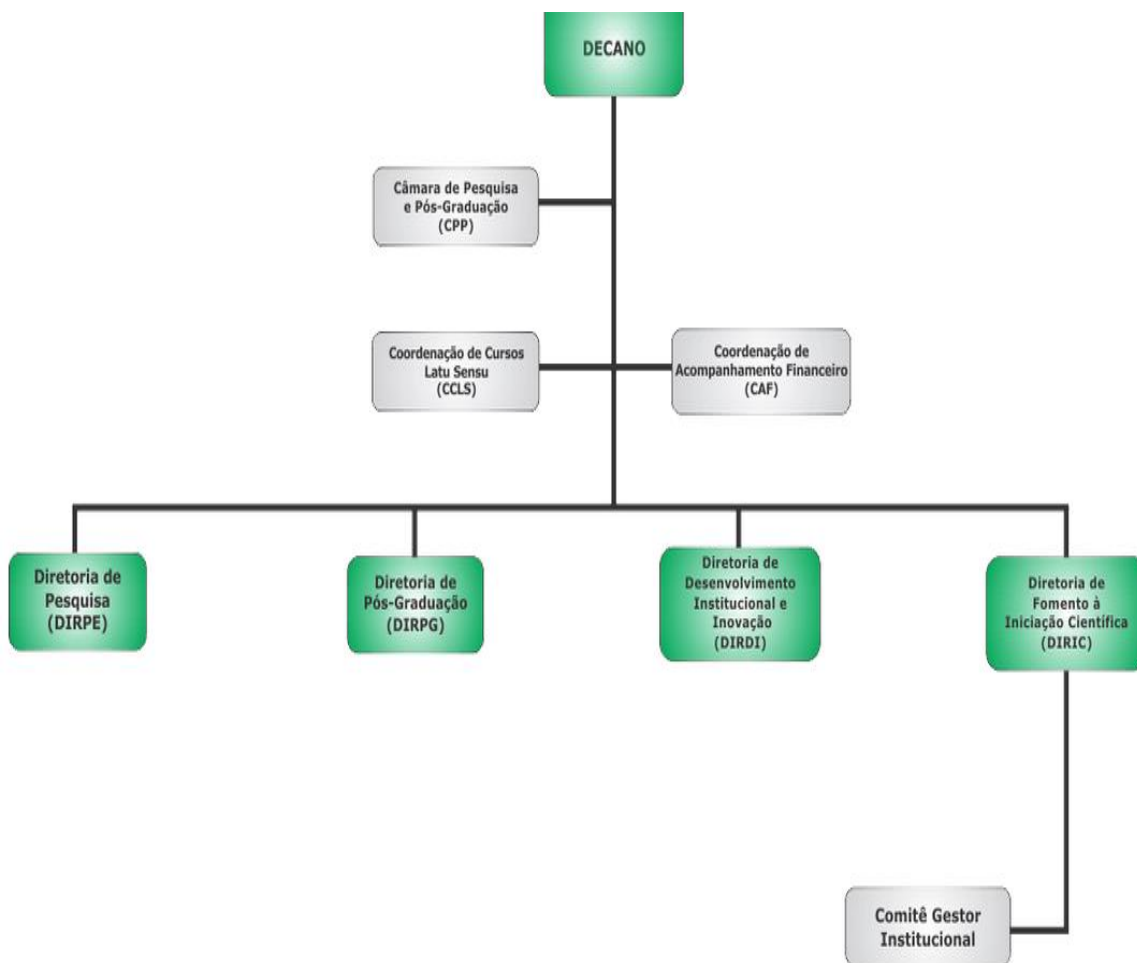 DECANO
Câmara de Pesquisa
e Pós-Graduação
(CPP)
Coordenação de Cursos
Latu Sensu
(CCLS)
Coordenação de
Acompanhamento Financeiro
(CAF)
Diretoria de
Pesquisa
(DIRPE)
Diretoria de
Pós-Graduação
(DIRPG)
Diretoria de
Desenvolvimento
Institucional e
Inovação
(DIRDI)
Diretoria de
Fomento à
Iniciação Científica
(DIRIC)
Comitê Gestor
Institucional